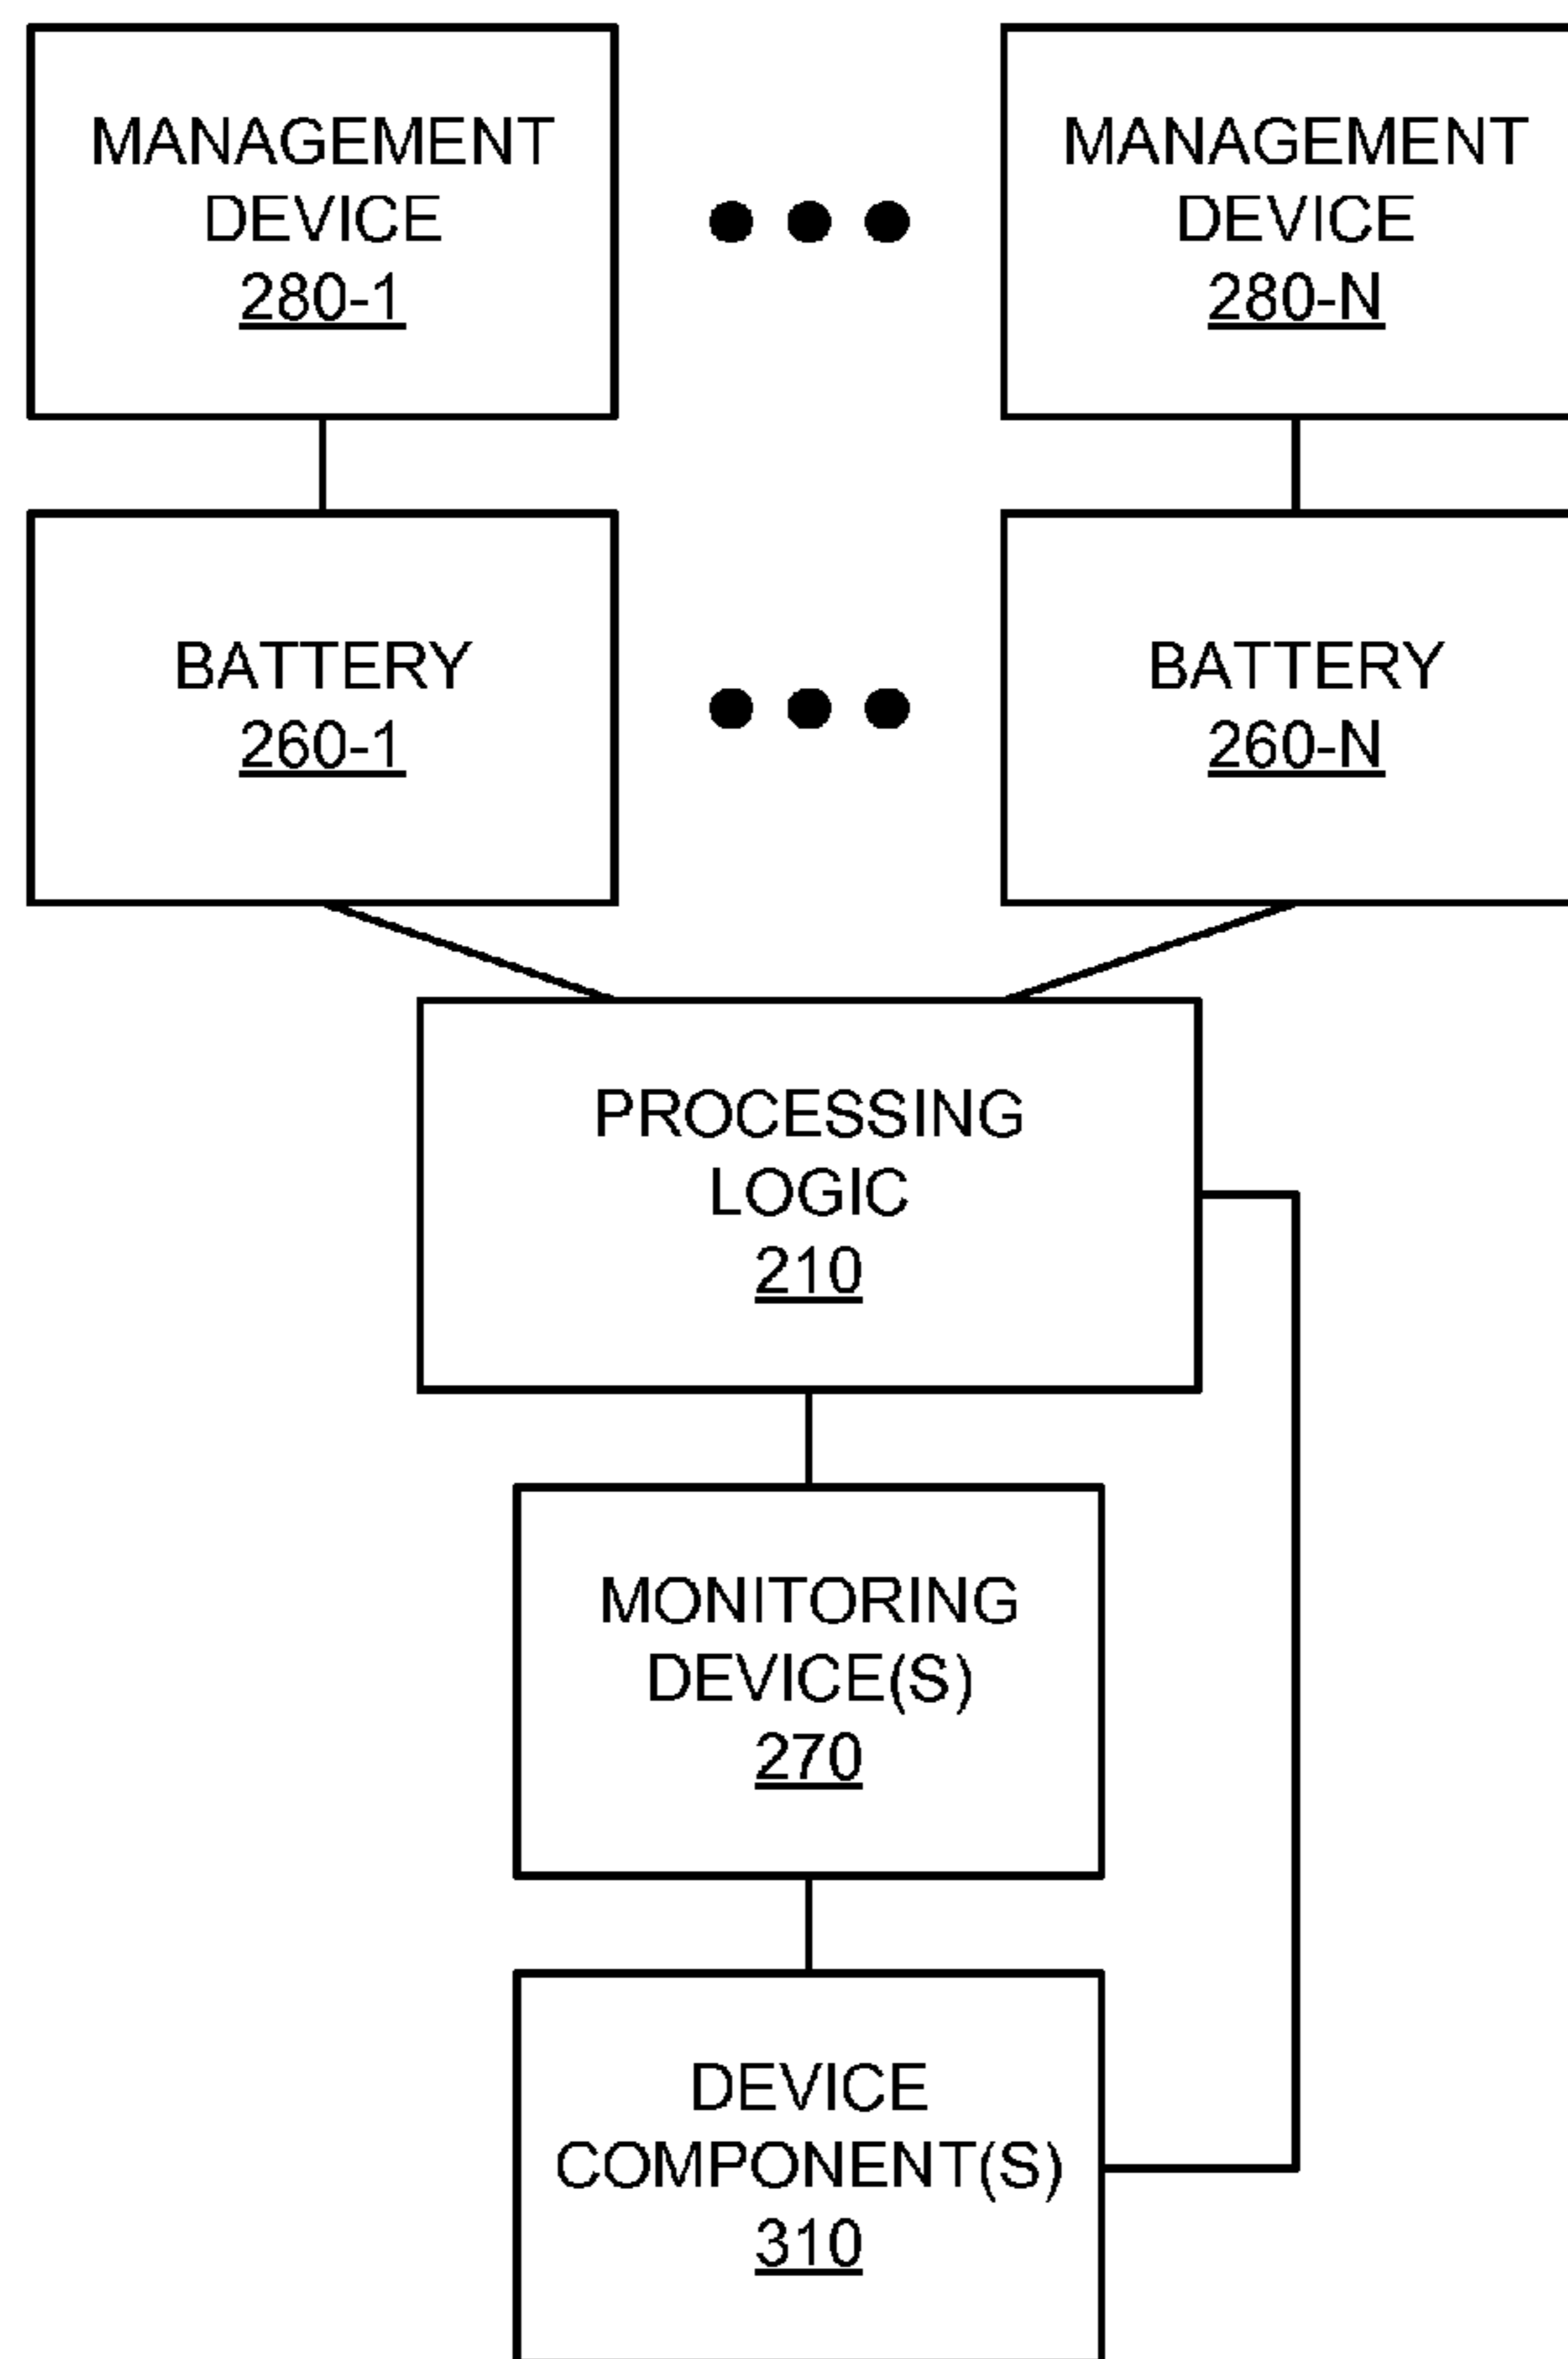 MANAGEMENT
DEVICE
280-1
MANAGEMENT
DEVICE
280-N
BATTERY
260-1
BATTERY
260-N
PROCESSING
LOGIC
210
MONITORING
DEVICE(S)
270
DEVICE
COMPONENT(S)
310